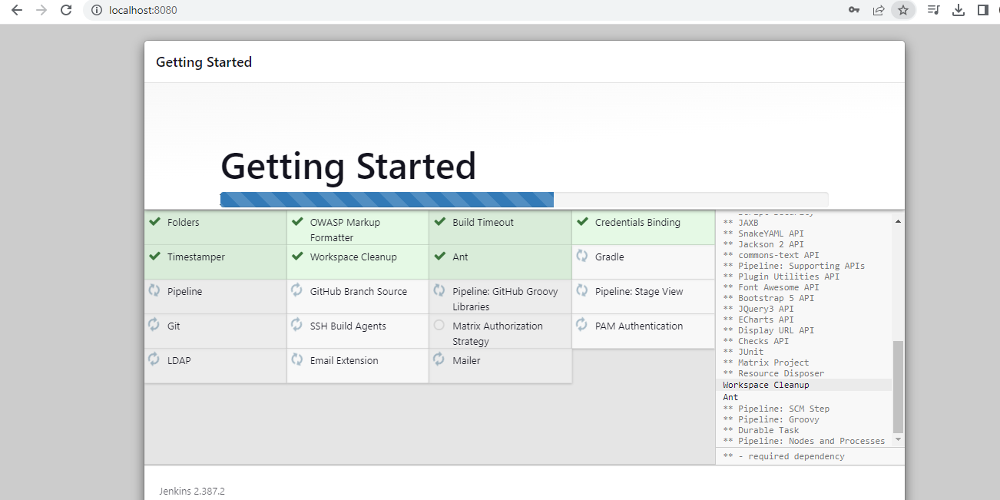 localhost:8080
Getting Started
Getting Started
Folders
OWASP Markup
Formatter
Build Timeout
Credentials Binding
Timestamper
Workspace Cleanup
Ant
Gradle
Pipeline
GitHub Branch Source
Pipeline: GitHub Groovy
Libraries
Pipeline: Stage View
Git
SSH Build Agents
Matrix Authorization
Strategy
PAM Authentication
LDAP
Email Extension
Mailer
** JAXB
** SnakeYAML API
** Jackson 2 API
** commons-text API
** Pipeline: Supporting APIs
** Plugin Utilities API
** Font Awesome API
** Bootstrap 5 API
** JQuery3 API
** ECharts API
** Display URL API
** Checks API
** JUnit
** Matrix Project
** Resource Disposer
Workspace Cleanup
Ant
** Pipeline: SCM Step
** Pipeline: Groovy
** Durable Task
** Pipeline: Nodes and Processes
** - required dependency
Jenkins 2.387.2